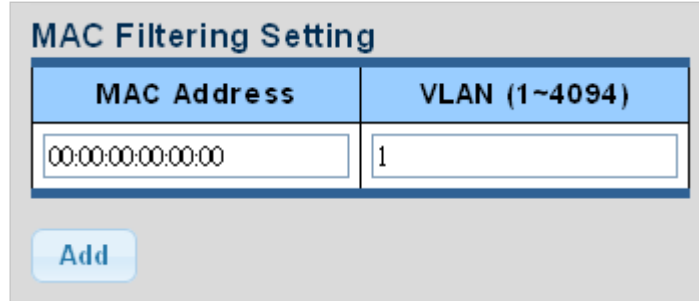 MAC Filtering Setting
MAC Address VLAN (1~4094)
00:00:00:00:00:00 1
Add